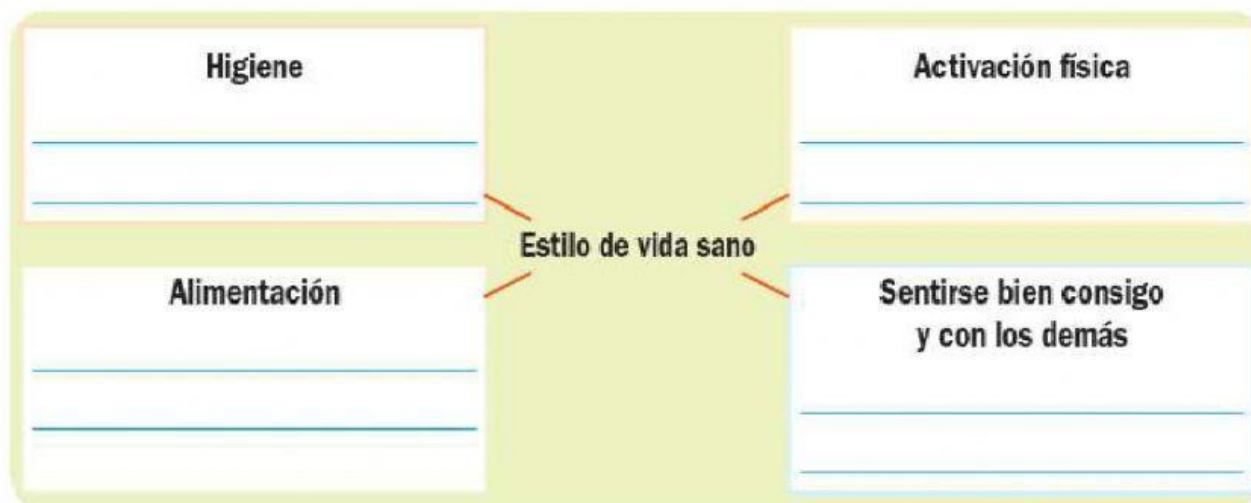 Higiene
Activación física
Estilo de vida sano
Alimentación
Sentirse bien consigo
y con los demás